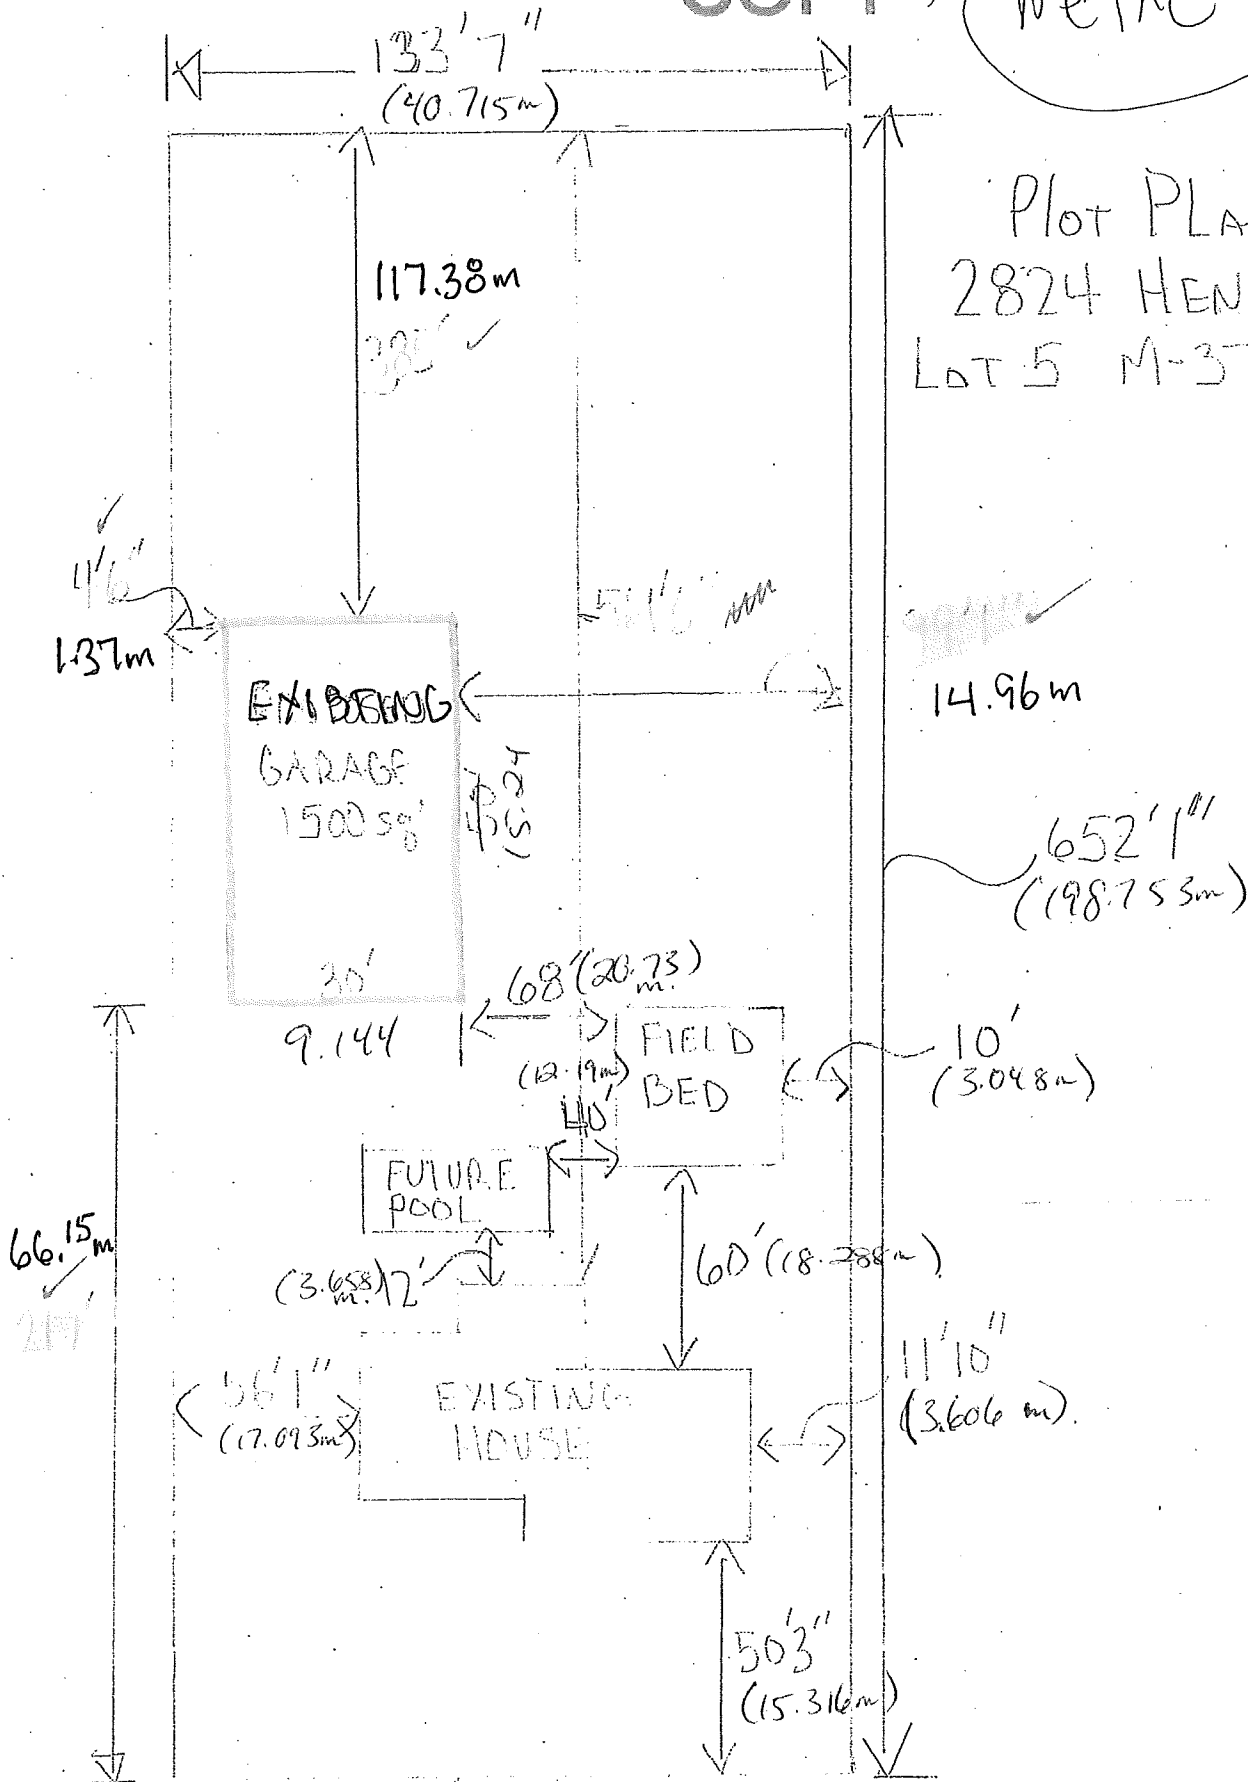 133'7"
(40.715m)
Plot PLA
2824 HEN
LOT 5 M-3
117.38m
4'6"
1.37m
14.96m
GARAGE
1500 sq'
30'
9.144
652'1"
(198.753m)
68' (20.73)
m.
(12.19m)
40'
FIELD
BED
10'
(3.048m)
FUTURE
POOL
66.15m
(3.658)
m.
12'
60' (18.288m)
56'1"
(17.093m)
EXISTING
HOUSE
11'10"
(3.606 m).
50'3"
(15.316m)